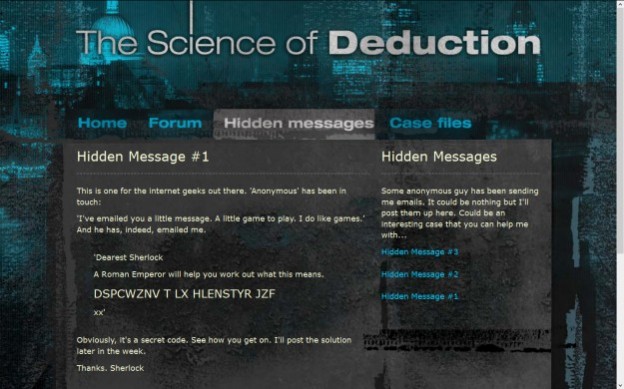 The Science of Deduction
Home Forum Hidden messages Case files
Hidden Message #1
This is one for the internet geeks out there. 'Anonymous' has been in
touch:
'I've emailed you a little message. A little game to play. I do like games.'
And he has, indeed, emailed me.
'Dearest Sherlock
A Roman Emperor will help you work out what this means.
DSPCWZNV T LX HLENSTYR JZF
xx'
Obviously, it's a secret code. See how you get on. I'll post the solution
later in the week.
Thanks. Sherlock
Hidden Messages
Some anonymous guy has been sending
me emails. It could be nothing but I'll
post them up here. Could be an
interesting case that you can help me
with...
Hidden Message #3
Hidden Message #2
Hidden Message #1